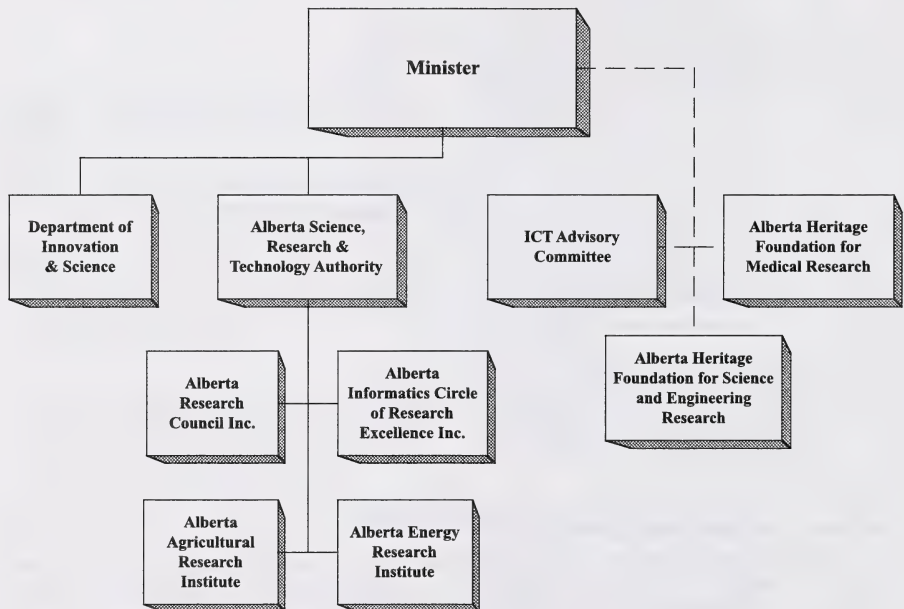 Minister
Department of
Innovation
& Science
Alberta Science,
Research &
Technology Authority
ICT Advisory
Committee
Alberta Heritage
Foundation for
Medical Research
Alberta Heritage
Foundation for Science
and Engineering
Research
Alberta
Research
Council Inc.
Alberta
Informatics Circle
of Research
Excellence Inc.
Alberta
Agricultural
Research
Institute
Alberta Energy
Research
Institute